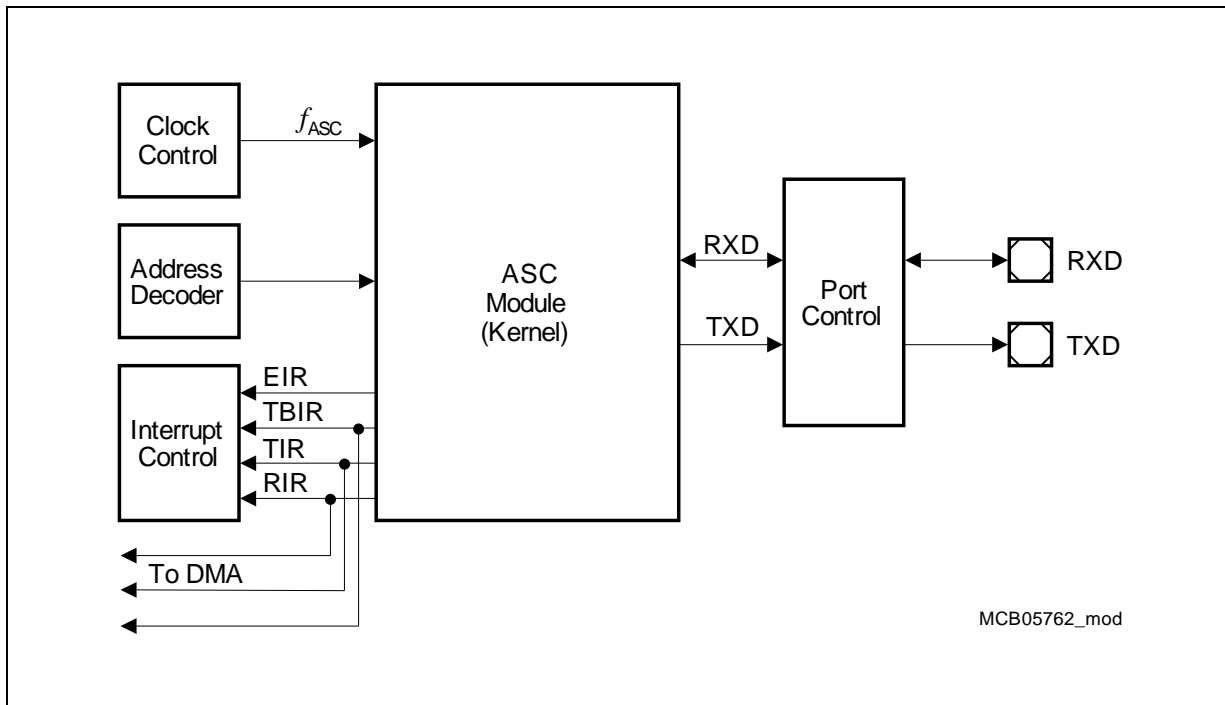 Clock
Control
fASC
Address
Decoder
Interrupt
Control
EIR
TBIR
TIR
RIR
To DMA
ASC
Module
(Kernel)
RXD
TXD
Port
Control
RXD
TXD
MCB05762_mod